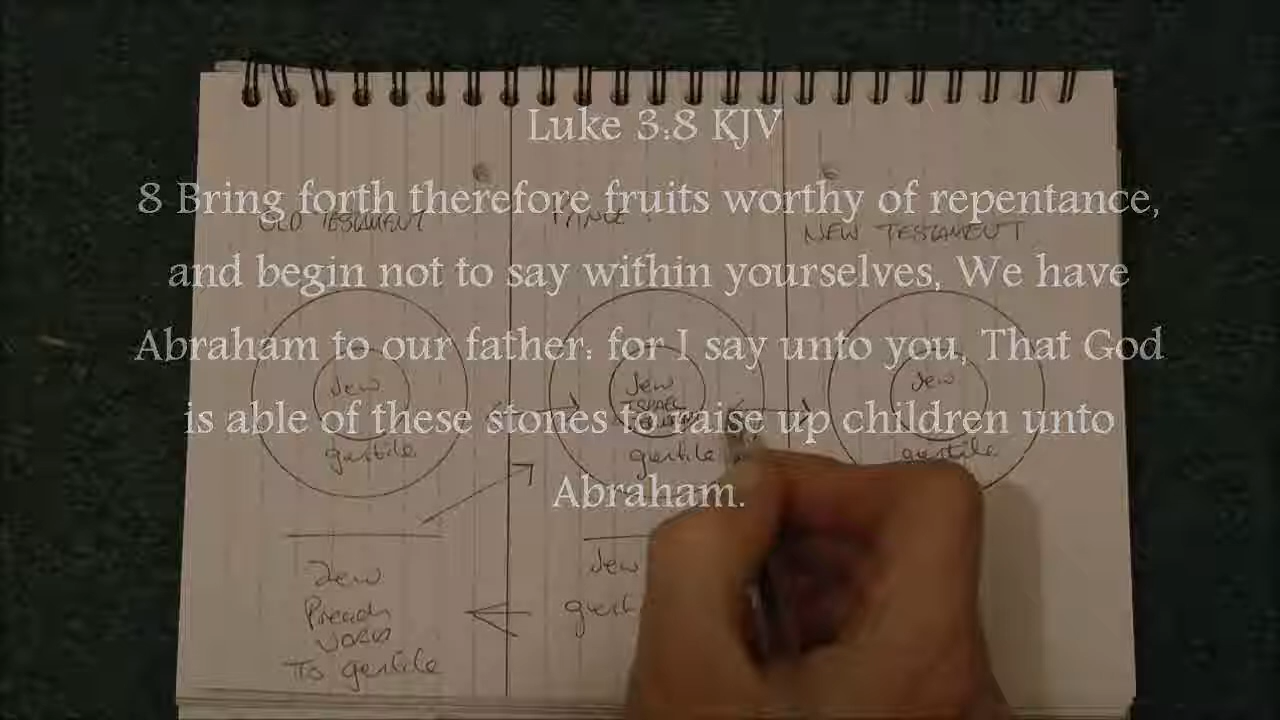 Luke 3:8 KJV
8 Bring forth therefore fruits worthy of repentance,
and begin not to say within yourselves, We have
Abraham to our father: for I say unto you, That God
is able of these stones to raise up children unto
Abraham.
OLD TESTAMENT
NEW TESTAMENT
Jew
gentile
Jew
ISRAEL
gentile
Jew
gentile
Jew
Preach
To gentile
Jew